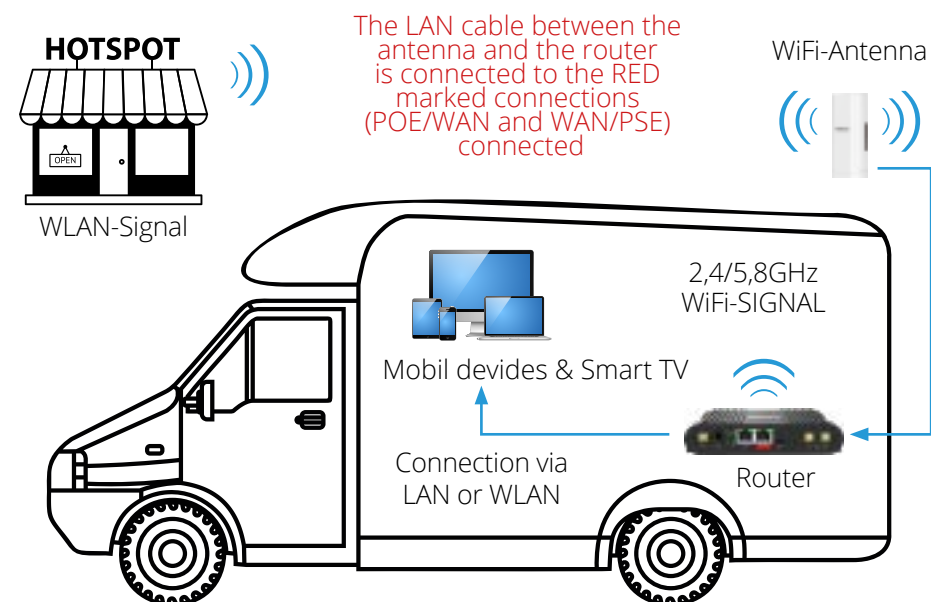 HOTSPOT
OPEN
WLAN-Signal
The LAN cable between the
antenna and the router
is connected to the RED
marked connections
(POE/WAN and WAN/PSE)
connected
WiFi-Antenna
2,4/5,8GHz
WiFi-SIGNAL
Mobil devides & Smart TV
Connection via
LAN or WLAN
Router